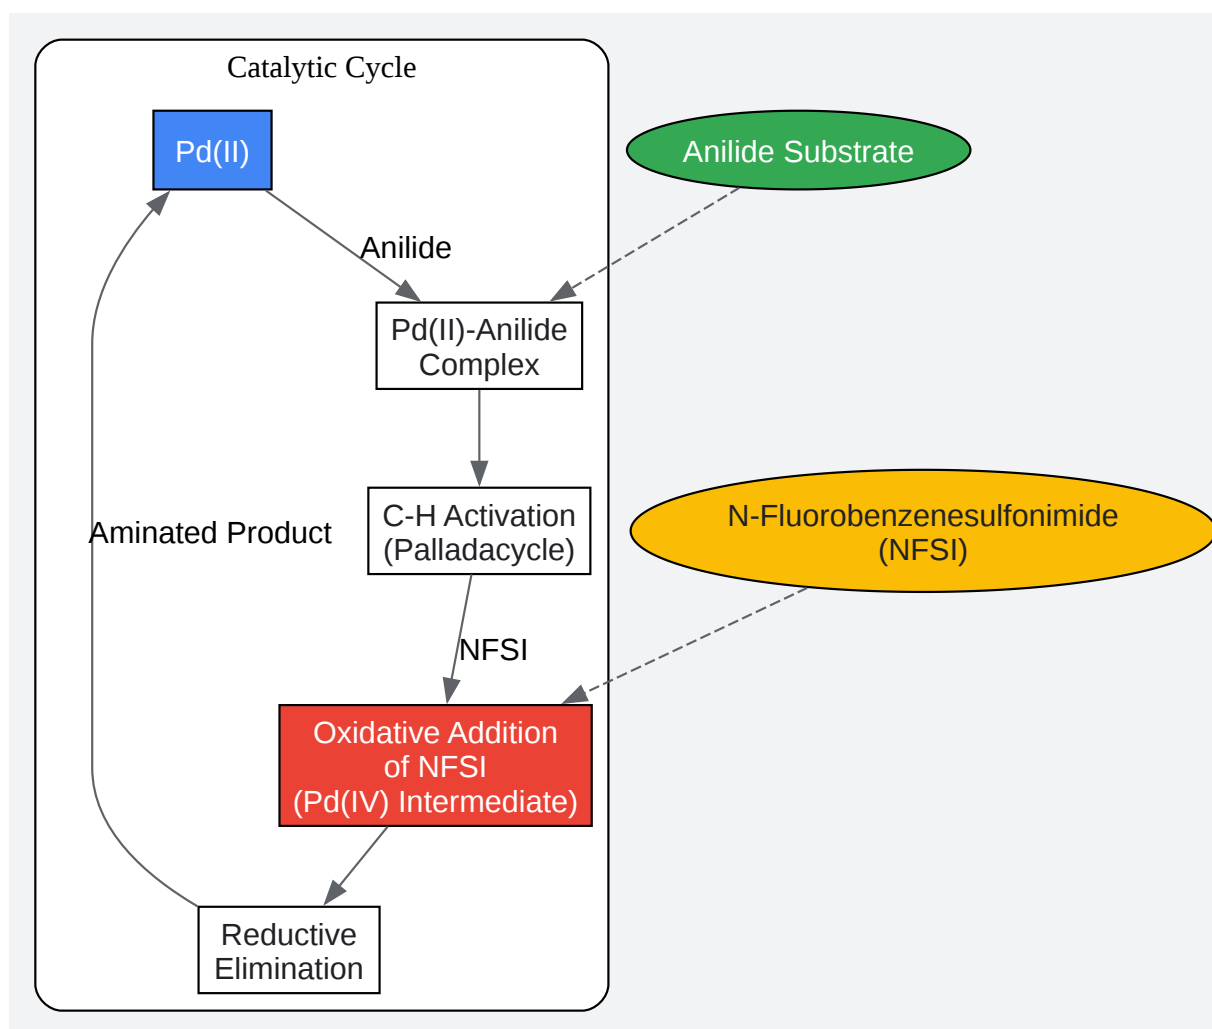 Catalytic Cycle
Pd(II)
Anilide Substrate
Anilide
Pd(II)-Anilide
Complex
C-H Activation
(Palladacycle)
N-Fluorobenzenesulfonimide
(NFSI)
Aminated Product
NFSI
Oxidative Addition
of NFSI
(Pd(IV) Intermediate)
Reductive
Elimination